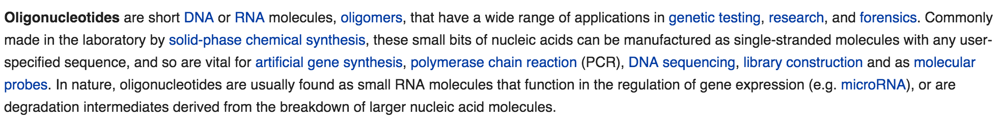 Oligonucleotides are short DNA or RNA molecules, oligomers, that have a wide range of applications in genetic testing, research, and forensics. Commonly
made in the laboratory by solid-phase chemical synthesis, these small bits of nucleic acids can be manufactured as single-stranded molecules with any user-
specified sequence, and so are vital for artificial gene synthesis, polymerase chain reaction (PCR), DNA sequencing, library construction and as molecular
probes. In nature, oligonucleotides are usually found as small RNA molecules that function in the regulation of gene expression (e.g. microRNA), or are
degradation intermediates derived from the breakdown of larger nucleic acid molecules.